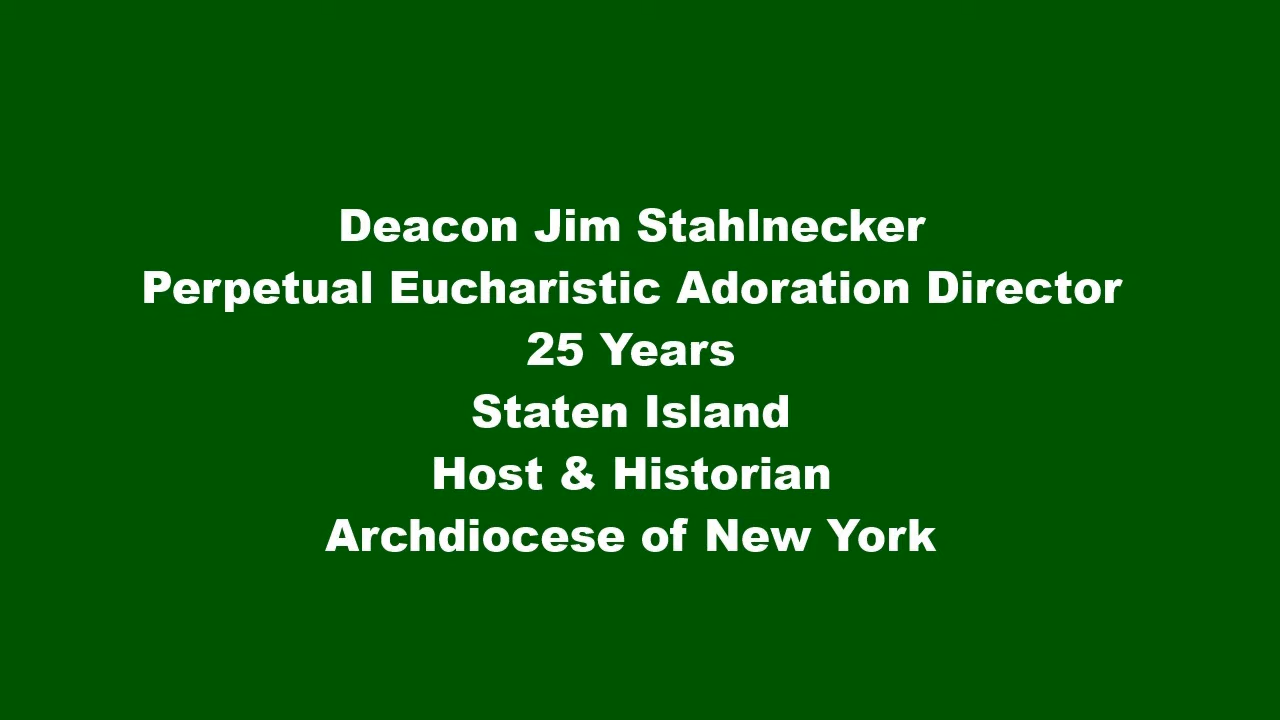 Deacon Jim Stahlnecker
Perpetual Eucharistic Adoration Director
25 Years
Staten Island
Host & Historian
Archdiocese of New York